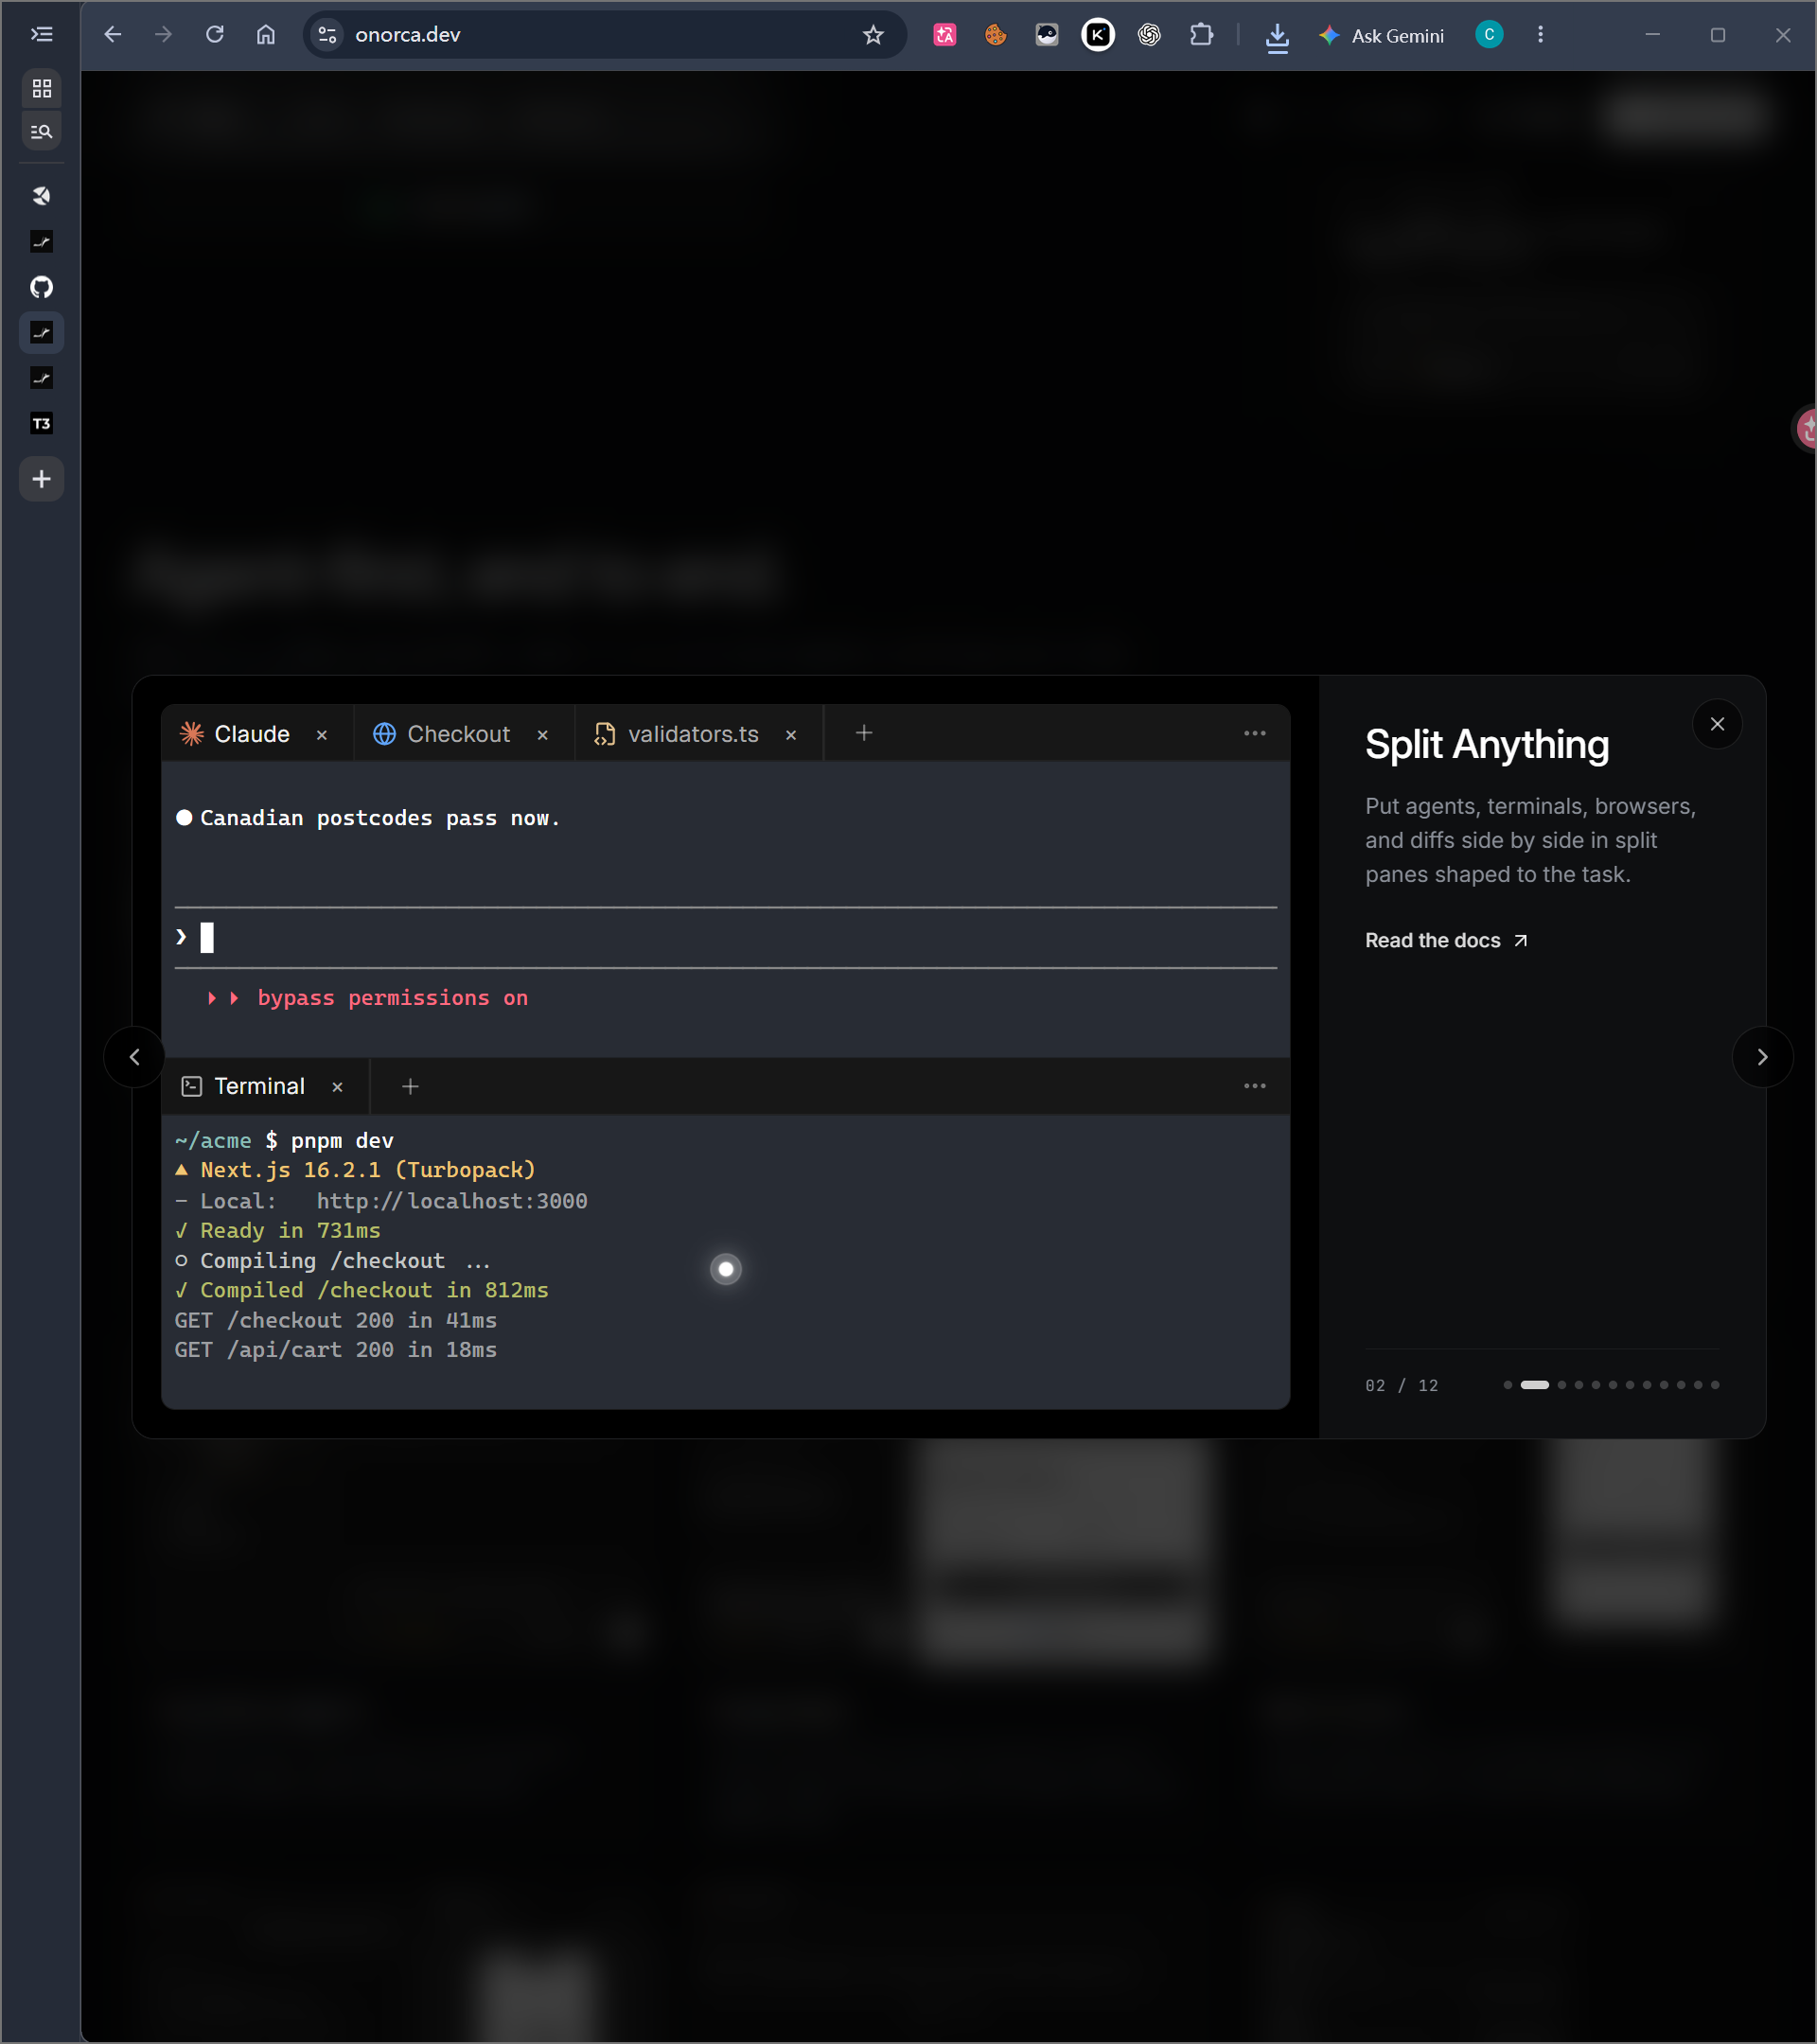 onorca.dev
Ask Gemini
C
T3
Claude
Checkout
validators.ts
Canadian postcodes pass now.
bypass permissions on
Terminal
~/acme $ pnpm dev
▲ Next.js 16.2.1 (Turbopack)
- Local: http://localhost:3000
✓ Ready in 731ms
○ Compiling /checkout ...
✓ Compiled /checkout in 812ms
GET /checkout 200 in 41ms
GET /api/cart 200 in 18ms
Split Anything
Put agents, terminals, browsers,
and diffs side by side in split
panes shaped to the task.
Read the docs
02 / 12